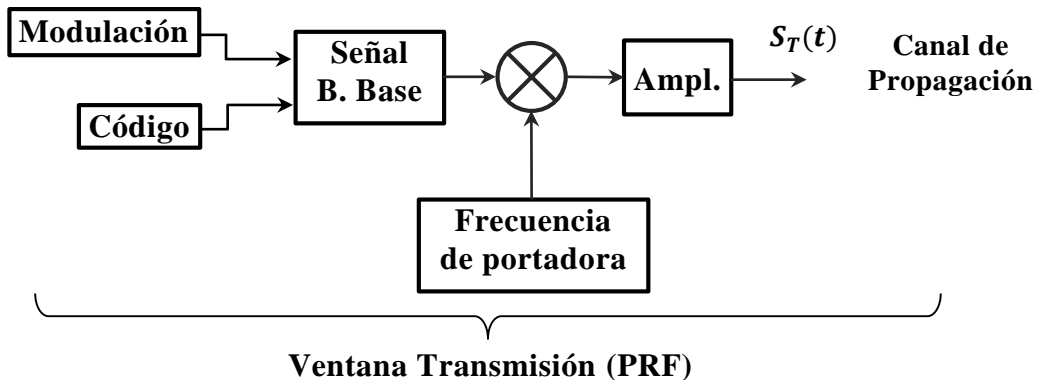 Modulación
Código
Señal
B. Base
Ampl.
S_T(t)
Canal de
Propagación
Frecuencia
de portadora
Ventana Transmisión (PRF)